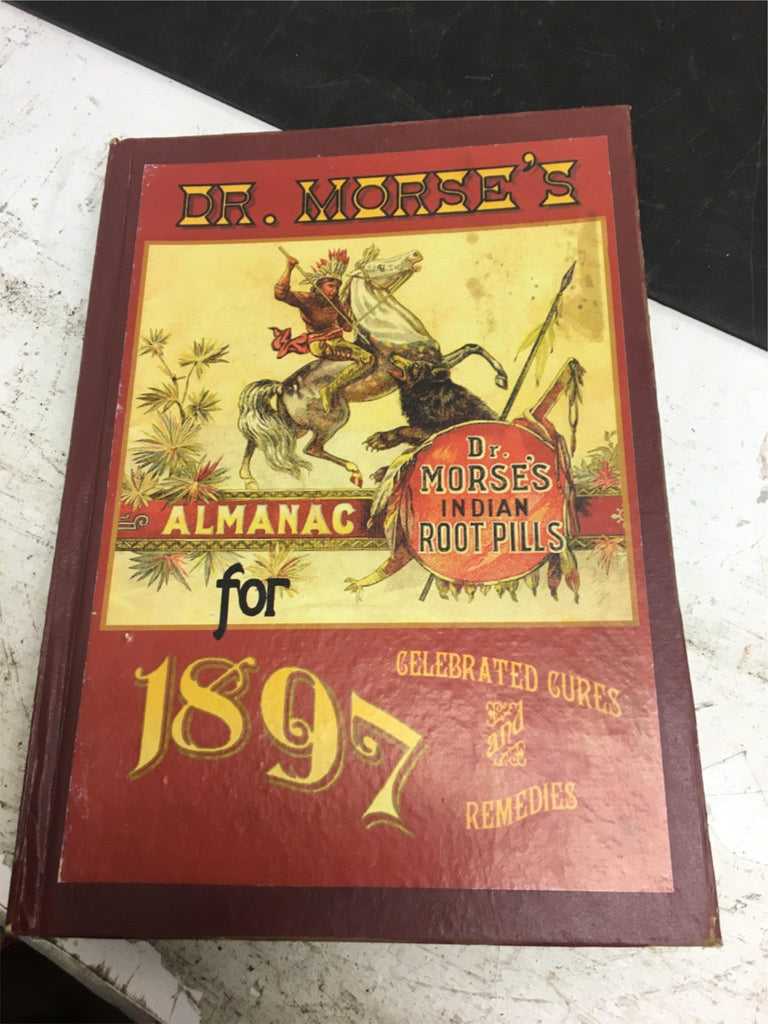 DR. MORSE'S
Dr.
MORSE'S
INDIAN
ROOT PILLS
ALMANAC
for
1897
CELEBRATED CURES
and
REMEDIES